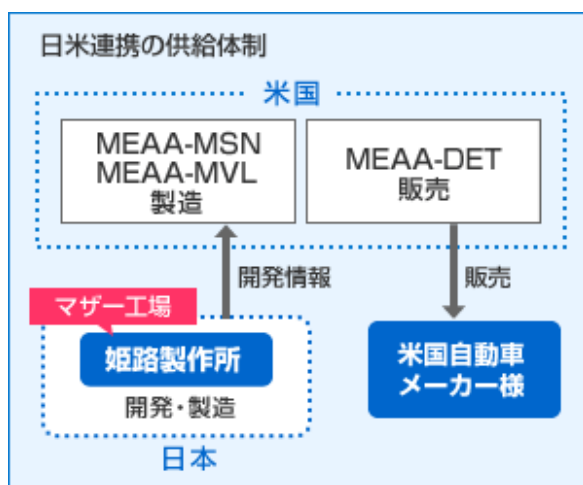 日米連携の供給体制
米国
MEAA-MSN
MEAA-MVL
製造
MEAA-DET
販売
開発情報
販売
マザー工場
姫路製作所
開発・製造
日本
米国自動車
メーカー様